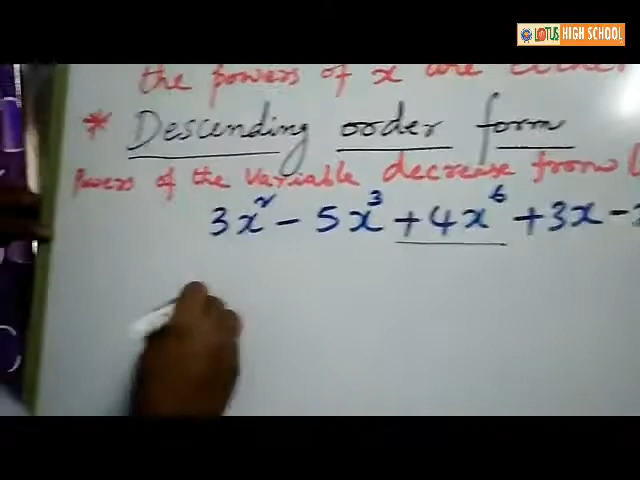 LOTUS HIGH SCHOOL
the powers of x are either
* Descending order form
Powers of the variable decrease from
3x² - 5x³ + 4x⁶ + 3x -